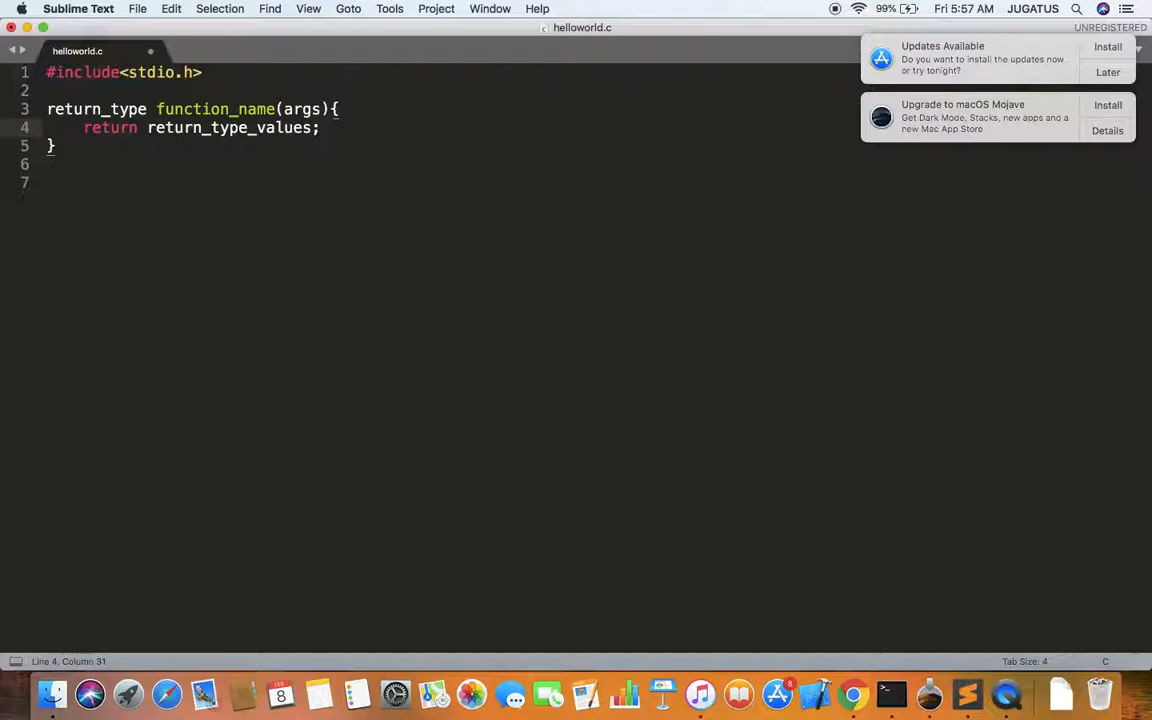 Sublime Text File Edit Selection Find View Goto Tools Project Window Help 99% Fri 5:57 AM JUGATUS
helloworld.c UNREGISTERED
helloworld.c
Updates Available Install
Do you want to install the updates now
or try tonight? Later
Upgrade to macOS Mojave Install
Get Dark Mode, Stacks, new apps and a
new Mac App Store Details
1 #include<stdio.h>
2
3 return_type function_name(args){
4 return return_type_values;
5 }
6
7
Line 4, Column 31 Tab Size: 4 C
8 8